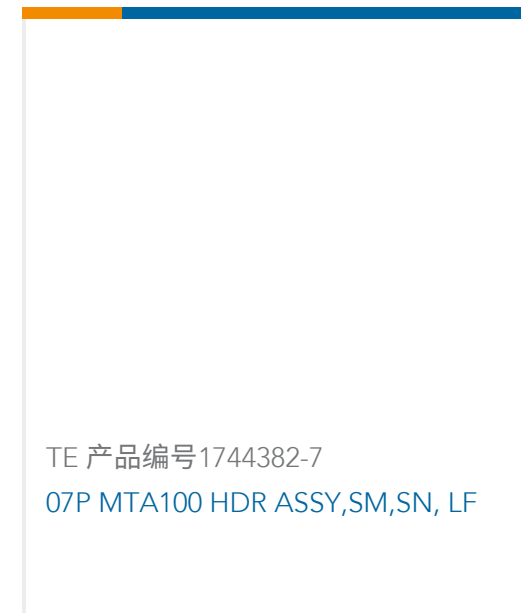 TE 产品编号1744382-7
07P MTA100 HDR ASSY,SM,SN, LF